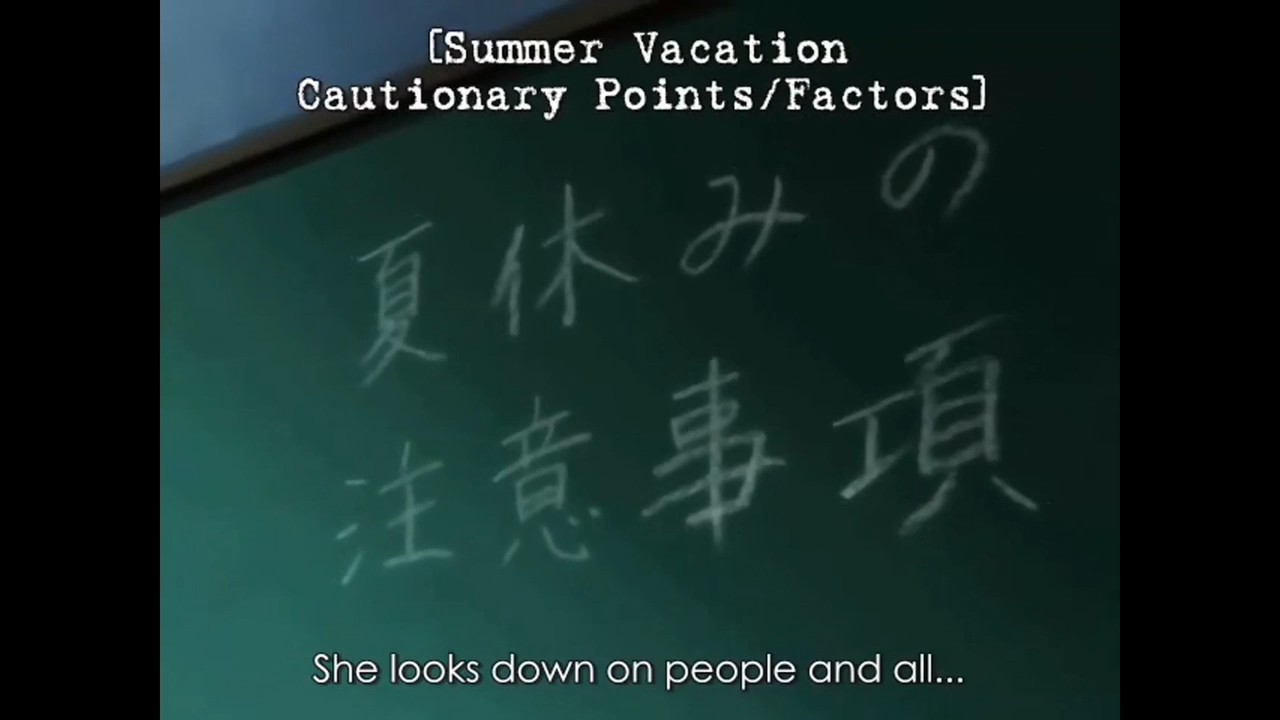 [Summer Vacation
Cautionary Points/Factors]
夏休みの
注意事項
She looks down on people and all...